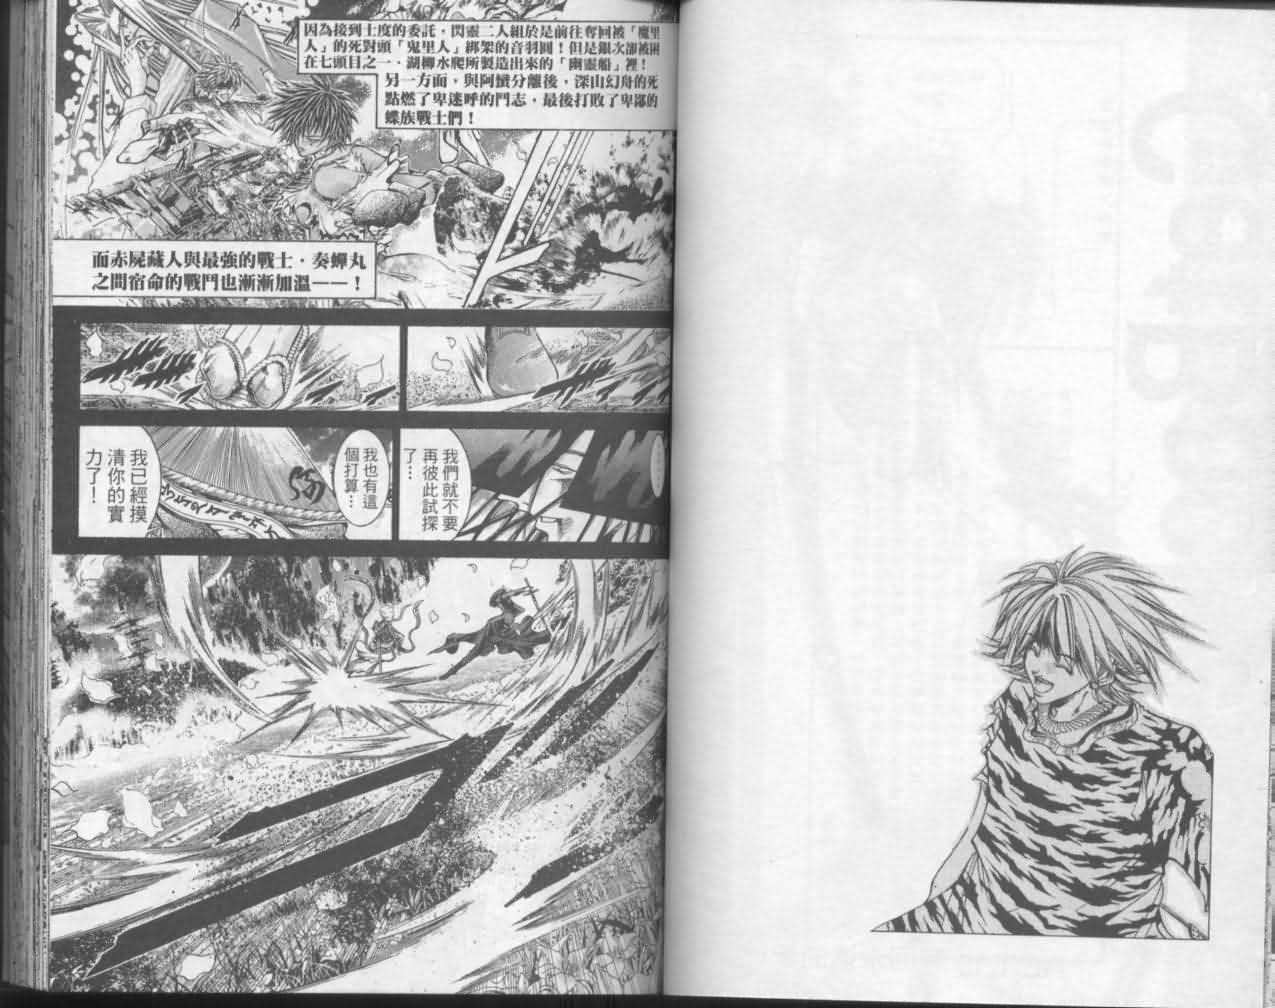 因為接到士度的委託，閃靈二人組於是前往奪回被「魔里
人」的死對頭「鬼里人」綁架的音羽圓！但是銀次卻被困
在七頭目之一．湖柳水爬所製造出來的「幽靈船」裡！
另一方面，與阿蠻分離後，深山幻舟的死
點燃了卑迷呼的鬥志，最後打敗了卑鄙的
蝶族戰士們！
而赤屍藏人與最強的戰士．奏蟬丸
之間宿命的戰鬥也漸漸加溫——！
我們就不要
再彼此試探
了…
我也有這
個打算…
我已經摸
清你的實
力了！